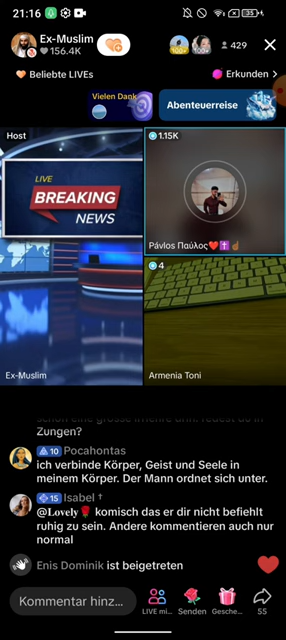 21:16
35
Ex-Muslim
156.4K
100+
100+
429
Beliebte LIVEs
Erkunden
Vielen Dank
Abenteuerreise
Host
LIVE
BREAKING
NEWS
Ex-Muslim
1.15K
Pávlos Παύλος❤️✝️☝🏽
4
Armenia Toni
Zungen?
10 Pocahontas
ich verbinde Körper, Geist und Seele in
meinem Körper. Der Mann ordnet sich unter.
15 Isabel †
@𝐋𝐨𝐯𝐞𝐥𝐲🌹 komisch das er dir nicht befiehlt
ruhig zu sein. Andere kommentieren auch nur
normal
Enis Dominik ist beigetreten
Kommentar hinz...
LIVE mi...
Senden
Gesche...
55